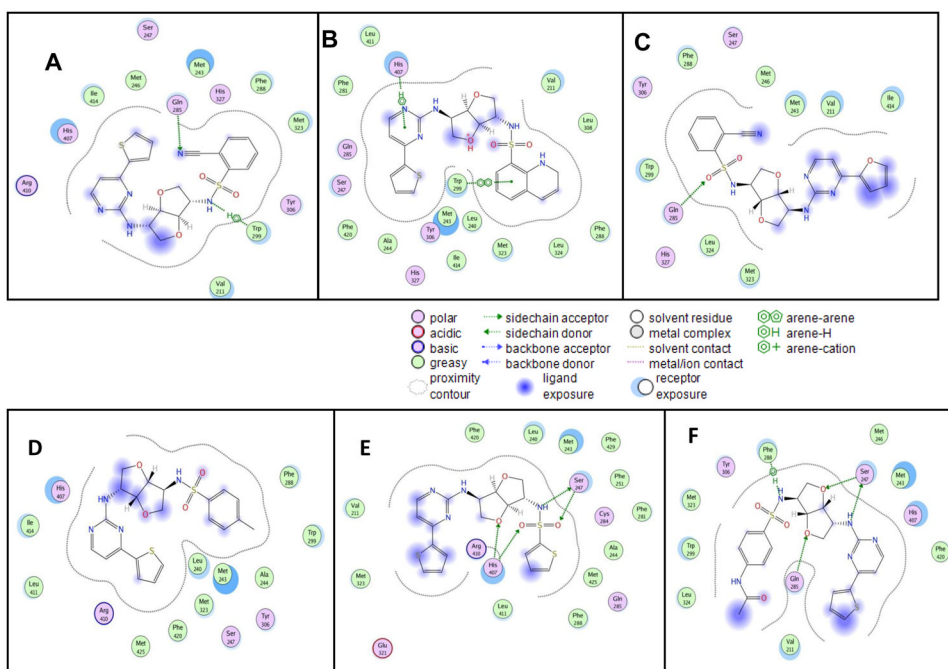 A
Ser
247
Met
243
Met
246
Gln
285
His
327
Phe
288
Ile
414
Met
323
His
407
Arg
410
Tyr
306
Trp
299
Val
211
N
S
O
O
NH
H
B
Leu
411
His
407
Phe
281
Val
211
Gln
285
Leu
308
Ser
247
Trp
299
Met
243
Leu
240
Phe
420
Ala
244
Tyr
306
Ile
414
Met
323
Leu
324
Phe
288
His
327
C
Ser
247
Phe
288
Met
246
Tyr
306
Met
243
Val
211
Ile
414
Trp
299
Gln
285
Leu
324
His
327
Met
323
polar
acidic
basic
greasy
proximity
contour
sidechain acceptor
sidechain donor
backbone acceptor
backbone donor
ligand
exposure
solvent residue
metal complex
solvent contact
metal/ion contact
receptor
exposure
arene-arene
arene-H
arene-cation
D
His
407
Phe
288
Ile
414
Trp
299
Leu
411
Leu
240
Met
243
Ala
244
Met
323
Arg
410
Phe
420
Tyr
306
Ser
247
Met
425
E
Phe
420
Leu
240
Met
243
Phe
429
Ser
247
Phe
291
Val
211
Cys
284
Phe
281
Arg
410
His
407
Ala
244
Met
323
Met
425
Leu
411
Gln
285
Phe
288
Glu
321
F
Met
246
Phe
288
Tyr
306
Ser
247
Met
243
Met
323
His
407
Trp
299
Phe
420
Leu
324
Gln
285
Val
211